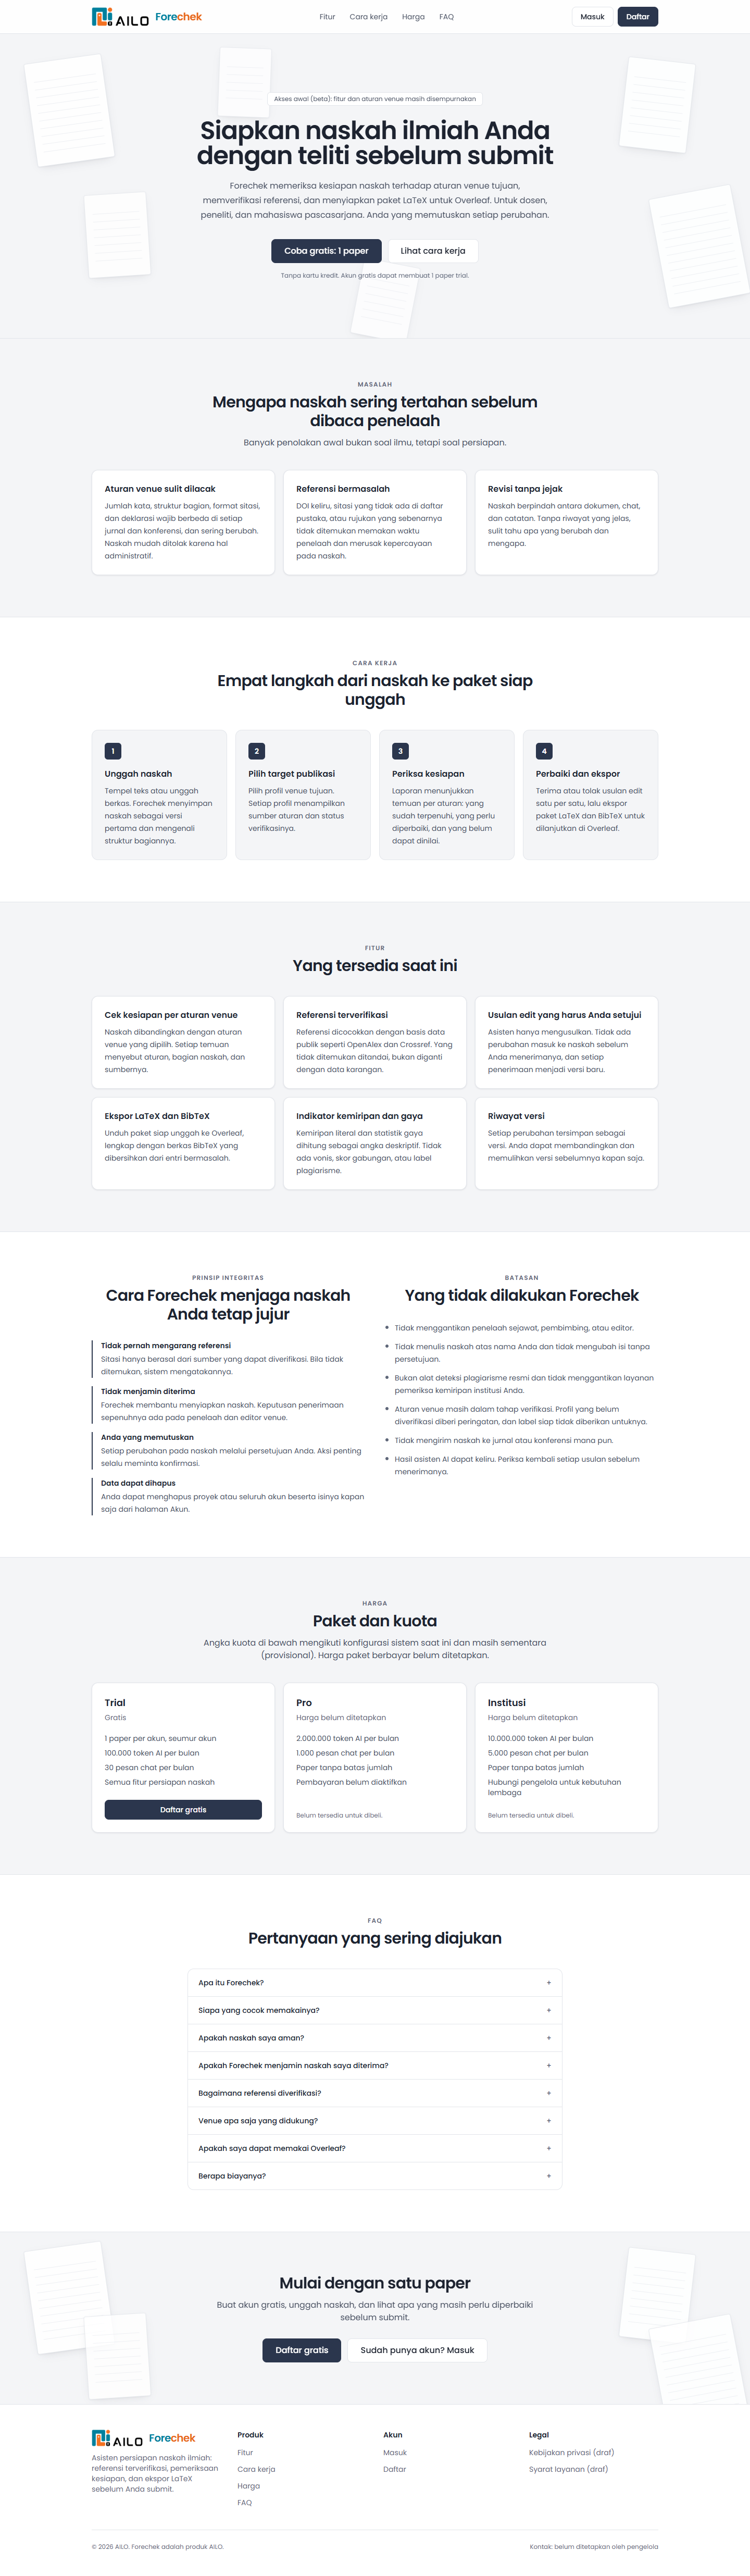 AILO Forechek
Fitur Cara kerja Harga FAQ
Masuk Daftar
Akses awal (beta): fitur dan aturan venue masih disempurnakan
Siapkan naskah ilmiah Anda
dengan teliti sebelum submit
Forechek memeriksa kesiapan naskah terhadap aturan venue tujuan,
memverifikasi referensi, dan menyiapkan paket LaTeX untuk Overleaf. Untuk dosen,
peneliti, dan mahasiswa pascasarjana. Anda yang memutuskan setiap perubahan.
Coba gratis: 1 paper
Lihat cara kerja
Tanpa kartu kredit. Akun gratis dapat membuat 1 paper trial.
MASALAH
Mengapa naskah sering tertahan sebelum
dibaca penelaah
Banyak penolakan awal bukan soal ilmu, tetapi soal persiapan.
Aturan venue sulit dilacak
Jumlah kata, struktur bagian, format sitasi,
dan deklarasi wajib berbeda di setiap
jurnal dan konferensi, dan sering berubah.
Naskah mudah ditolak karena hal
administratif.
Referensi bermasalah
DOI keliru, sitasi yang tidak ada di daftar
pustaka, atau rujukan yang sebenarnya
tidak ditemukan memakan waktu
penelaah dan merusak kepercayaan
pada naskah.
Revisi tanpa jejak
Naskah berpindah antara dokumen, chat,
dan catatan. Tanpa riwayat yang jelas,
sulit tahu apa yang berubah dan
mengapa.
CARA KERJA
Empat langkah dari naskah ke paket siap
unggah
1
Unggah naskah
Tempel teks atau unggah
berkas. Forechek menyimpan
naskah sebagai versi
pertama dan mengenali
struktur bagiannya.
2
Pilih target publikasi
Pilih profil venue tujuan.
Setiap profil menampilkan
sumber aturan dan status
verifikasinya.
3
Periksa kesiapan
Laporan menunjukkan
temuan per aturan: yang
sudah terpenuhi, yang perlu
diperbaiki, dan yang belum
dapat dinilai.
4
Perbaiki dan ekspor
Terima atau tolak usulan edit
satu per satu, lalu ekspor
paket LaTeX dan BibTeX untuk
dilanjutkan di Overleaf.
FITUR
Yang tersedia saat ini
Cek kesiapan per aturan venue
Naskah dibandingkan dengan aturan
venue yang dipilih. Setiap temuan
menyebut aturan, bagian naskah, dan
sumbernya.
Referensi terverifikasi
Referensi dicocokkan dengan basis data
publik seperti OpenAlex dan Crossref. Yang
tidak ditemukan ditandai, bukan diganti
dengan data karangan.
Usulan edit yang harus Anda setujui
Asisten hanya mengusulkan. Tidak ada
perubahan masuk ke naskah sebelum
Anda menerimanya, dan setiap
penerimaan menjadi versi baru.
Ekspor LaTeX dan BibTeX
Unduh paket siap unggah ke Overleaf,
lengkap dengan berkas BibTeX yang
dibersihkan dari entri bermasalah.
Indikator kemiripan dan gaya
Kemiripan literal dan statistik gaya
dihitung sebagai angka deskriptif. Tidak
ada vonis, skor gabungan, atau label
plagiarisme.
Riwayat versi
Setiap perubahan tersimpan sebagai
versi. Anda dapat membandingkan dan
memulihkan versi sebelumnya kapan saja.
PRINSIP INTEGRITAS
Cara Forechek menjaga naskah
Anda tetap jujur
Tidak pernah mengarang referensi
Sitasi hanya berasal dari sumber yang dapat diverifikasi. Bila tidak
ditemukan, sistem mengatakannya.
Tidak menjamin diterima
Forechek membantu menyiapkan naskah. Keputusan penerimaan
sepenuhnya ada pada penelaah dan editor venue.
Anda yang memutuskan
Setiap perubahan pada naskah melalui persetujuan Anda. Aksi penting
selalu meminta konfirmasi.
Data dapat dihapus
Anda dapat menghapus proyek atau seluruh akun beserta isinya kapan
saja dari halaman Akun.
BATASAN
Yang tidak dilakukan Forechek
Tidak menggantikan penelaah sejawat, pembimbing, atau editor.
Tidak menulis naskah atas nama Anda dan tidak mengubah isi tanpa
persetujuan.
Bukan alat deteksi plagiarisme resmi dan tidak menggantikan layanan
pemeriksa kemiripan institusi Anda.
Aturan venue masih dalam tahap verifikasi. Profil yang belum
diverifikasi diberi peringatan, dan label siap tidak diberikan untuknya.
Tidak mengirim naskah ke jurnal atau konferensi mana pun.
Hasil asisten AI dapat keliru. Periksa kembali setiap usulan sebelum
menerimanya.
HARGA
Paket dan kuota
Angka kuota di bawah mengikuti konfigurasi sistem saat ini dan masih sementara
(provisional). Harga paket berbayar belum ditetapkan.
Trial
Gratis
1 paper per akun, seumur akun
100.000 token AI per bulan
30 pesan chat per bulan
Semua fitur persiapan naskah
Daftar gratis
Pro
Harga belum ditetapkan
2.000.000 token AI per bulan
1.000 pesan chat per bulan
Paper tanpa batas jumlah
Pembayaran belum diaktifkan
Belum tersedia untuk dibeli.
Institusi
Harga belum ditetapkan
10.000.000 token AI per bulan
5.000 pesan chat per bulan
Paper tanpa batas jumlah
Hubungi pengelola untuk kebutuhan
lembaga
Belum tersedia untuk dibeli.
FAQ
Pertanyaan yang sering diajukan
Apa itu Forechek? +
Siapa yang cocok memakainya? +
Apakah naskah saya aman? +
Apakah Forechek menjamin naskah saya diterima? +
Bagaimana referensi diverifikasi? +
Venue apa saja yang didukung? +
Apakah saya dapat memakai Overleaf? +
Berapa biayanya? +
Mulai dengan satu paper
Buat akun gratis, unggah naskah, dan lihat apa yang masih perlu diperbaiki
sebelum submit.
Daftar gratis
Sudah punya akun? Masuk
AILO Forechek
Asisten persiapan naskah ilmiah:
referensi terverifikasi, pemeriksaan
kesiapan, dan ekspor LaTeX
sebelum Anda submit.
Produk
Fitur
Cara kerja
Harga
FAQ
Akun
Masuk
Daftar
Legal
Kebijakan privasi (draf)
Syarat layanan (draf)
© 2026 AILO. Forechek adalah produk AILO.
Kontak: belum ditetapkan oleh pengelola